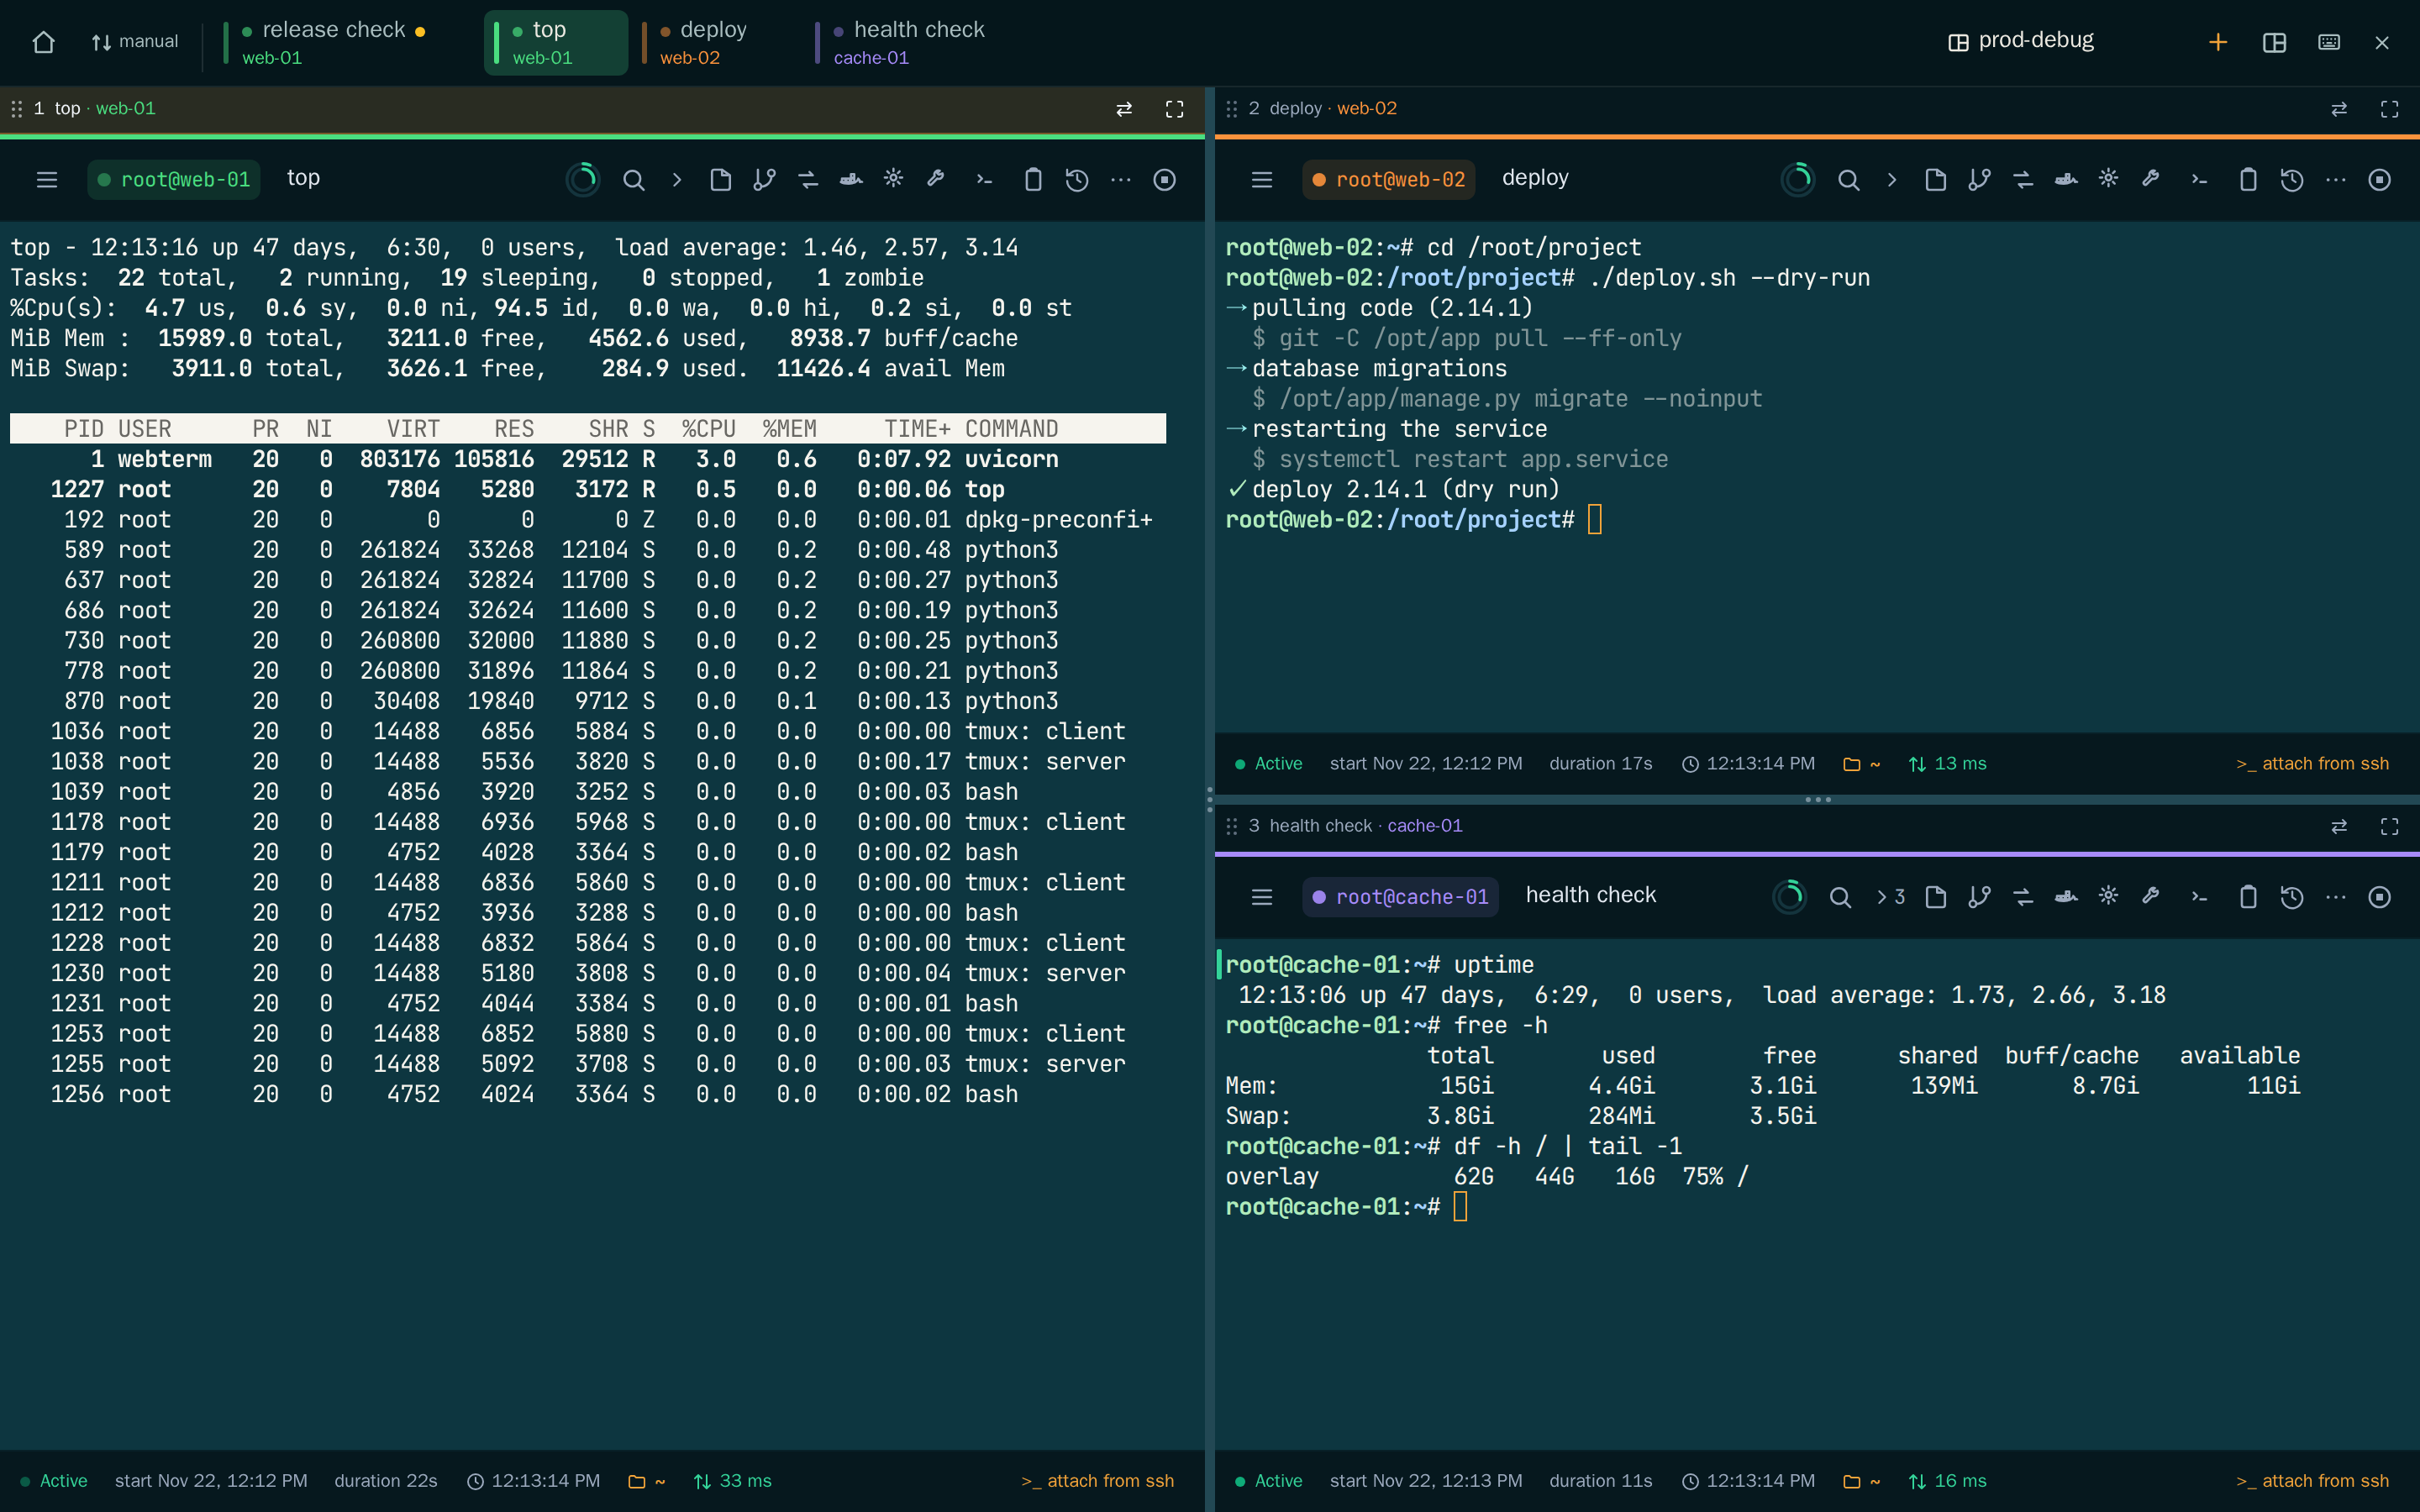 manual
release check
web-01
top
web-01
deploy
web-02
health check
cache-01
prod-debug
1 top · web-01
root@web-01 top
top - 12:13:16 up 47 days,  6:30,  0 users,  load average: 1.46, 2.57, 3.14
Tasks:  22 total,   2 running,  19 sleeping,   0 stopped,   1 zombie
%Cpu(s):  4.7 us,  0.6 sy,  0.0 ni, 94.5 id,  0.0 wa,  0.0 hi,  0.2 si,  0.0 st
MiB Mem :  15989.0 total,   3211.0 free,   4562.6 used,   8938.7 buff/cache
MiB Swap:   3911.0 total,   3626.1 free,    284.9 used.  11426.4 avail Mem
PID USER      PR  NI    VIRT    RES    SHR S  %CPU  %MEM     TIME+ COMMAND
1 webterm   20   0  803176 105816  29512 R   3.0   0.6   0:07.92 uvicorn
1227 root      20   0    7804   5280   3172 R   0.5   0.0   0:00.06 top
192 root      20   0       0      0      0 Z   0.0   0.0   0:00.01 dpkg-preconfi+
589 root      20   0  261824  33268  12104 S   0.0   0.2   0:00.48 python3
637 root      20   0  261824  32824  11700 S   0.0   0.2   0:00.27 python3
686 root      20   0  261824  32624  11600 S   0.0   0.2   0:00.19 python3
730 root      20   0  260800  32000  11880 S   0.0   0.2   0:00.25 python3
778 root      20   0  260800  31896  11864 S   0.0   0.2   0:00.21 python3
870 root      20   0   30408  19840   9712 S   0.0   0.1   0:00.13 python3
1036 root      20   0   14488   6856   5884 S   0.0   0.0   0:00.00 tmux: client
1038 root      20   0   14488   5536   3820 S   0.0   0.0   0:00.17 tmux: server
1039 root      20   0    4856   3920   3252 S   0.0   0.0   0:00.03 bash
1178 root      20   0   14488   6936   5968 S   0.0   0.0   0:00.00 tmux: client
1179 root      20   0    4752   4028   3364 S   0.0   0.0   0:00.02 bash
1211 root      20   0   14488   6836   5860 S   0.0   0.0   0:00.00 tmux: client
1212 root      20   0    4752   3936   3288 S   0.0   0.0   0:00.00 bash
1228 root      20   0   14488   6832   5864 S   0.0   0.0   0:00.00 tmux: client
1230 root      20   0   14488   5180   3808 S   0.0   0.0   0:00.04 tmux: server
1231 root      20   0    4752   4044   3384 S   0.0   0.0   0:00.01 bash
1253 root      20   0   14488   6852   5880 S   0.0   0.0   0:00.00 tmux: client
1255 root      20   0   14488   5092   3708 S   0.0   0.0   0:00.03 tmux: server
1256 root      20   0    4752   4024   3364 S   0.0   0.0   0:00.02 bash
Active start Nov 22, 12:12 PM duration 22s 12:13:14 PM ~ 33 ms >_ attach from ssh
2 deploy · web-02
root@web-02 deploy
root@web-02:~# cd /root/project
root@web-02:/root/project# ./deploy.sh --dry-run
→ pulling code (2.14.1)
$ git -C /opt/app pull --ff-only
→ database migrations
$ /opt/app/manage.py migrate --noinput
→ restarting the service
$ systemctl restart app.service
✓ deploy 2.14.1 (dry run)
root@web-02:/root/project#
Active start Nov 22, 12:12 PM duration 17s 12:13:14 PM ~ 13 ms >_ attach from ssh
3 health check · cache-01
root@cache-01 health check 3
root@cache-01:~# uptime
12:13:06 up 47 days,  6:29,  0 users,  load average: 1.73, 2.66, 3.18
root@cache-01:~# free -h
total        used        free      shared  buff/cache   available
Mem:            15Gi       4.4Gi       3.1Gi       139Mi       8.7Gi        11Gi
Swap:          3.8Gi       284Mi       3.5Gi
root@cache-01:~# df -h / | tail -1
overlay          62G   44G   16G  75% /
root@cache-01:~#
Active start Nov 22, 12:13 PM duration 11s 12:13:14 PM ~ 16 ms >_ attach from ssh